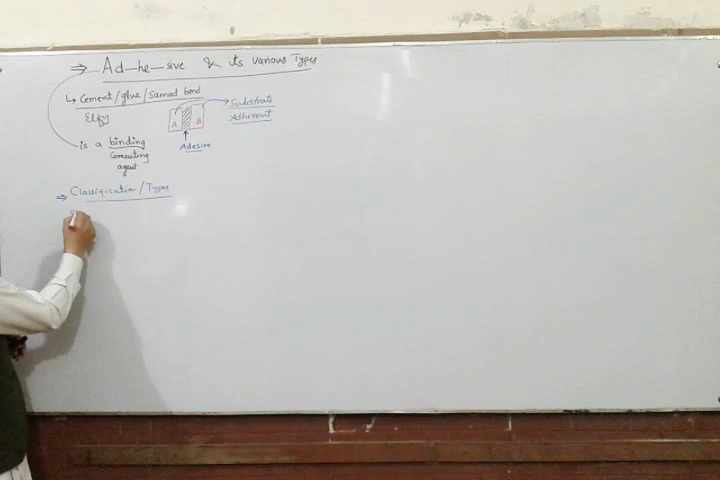 ⇒ Ad-he-sive & its various Types
↳ Cement/glue/Samad bond
Elfy
A B
Substrate
Adherent
Adesive
is a binding
Cementing
agent
⇒ Classification/Types